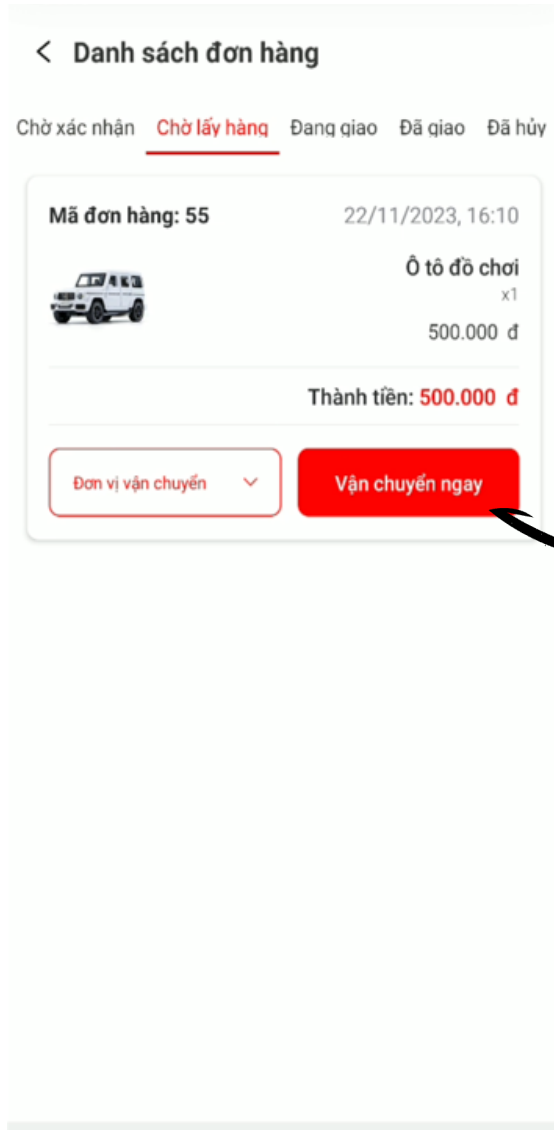 Danh sách đơn hàng
Chờ xác nhận Chờ lấy hàng Đang giao Đã giao Đã hủy
Mã đơn hàng: 55 22/11/2023, 16:10
Ô tô đồ chơi
x1
500.000 đ
Thành tiền: 500.000 đ
Đơn vị vận chuyển Vận chuyển ngay